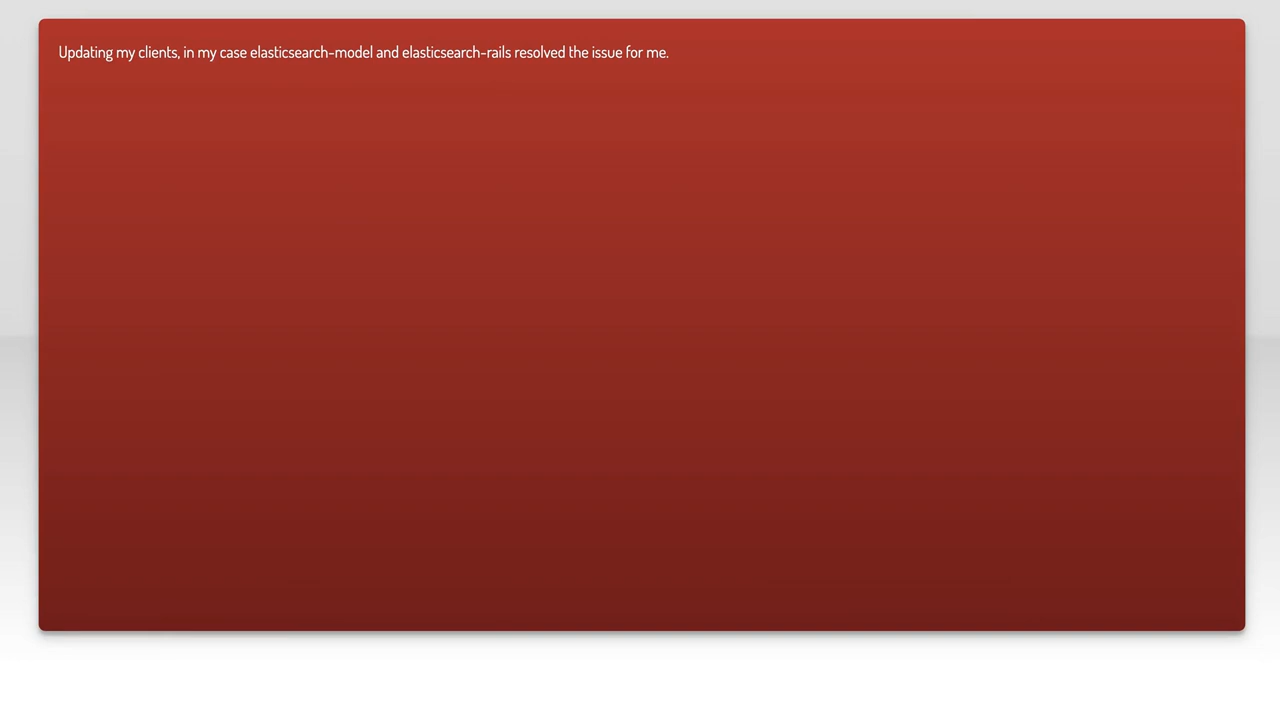 Updating my clients, in my case elasticsearch-model and elasticsearch-rails resolved the issue for me.